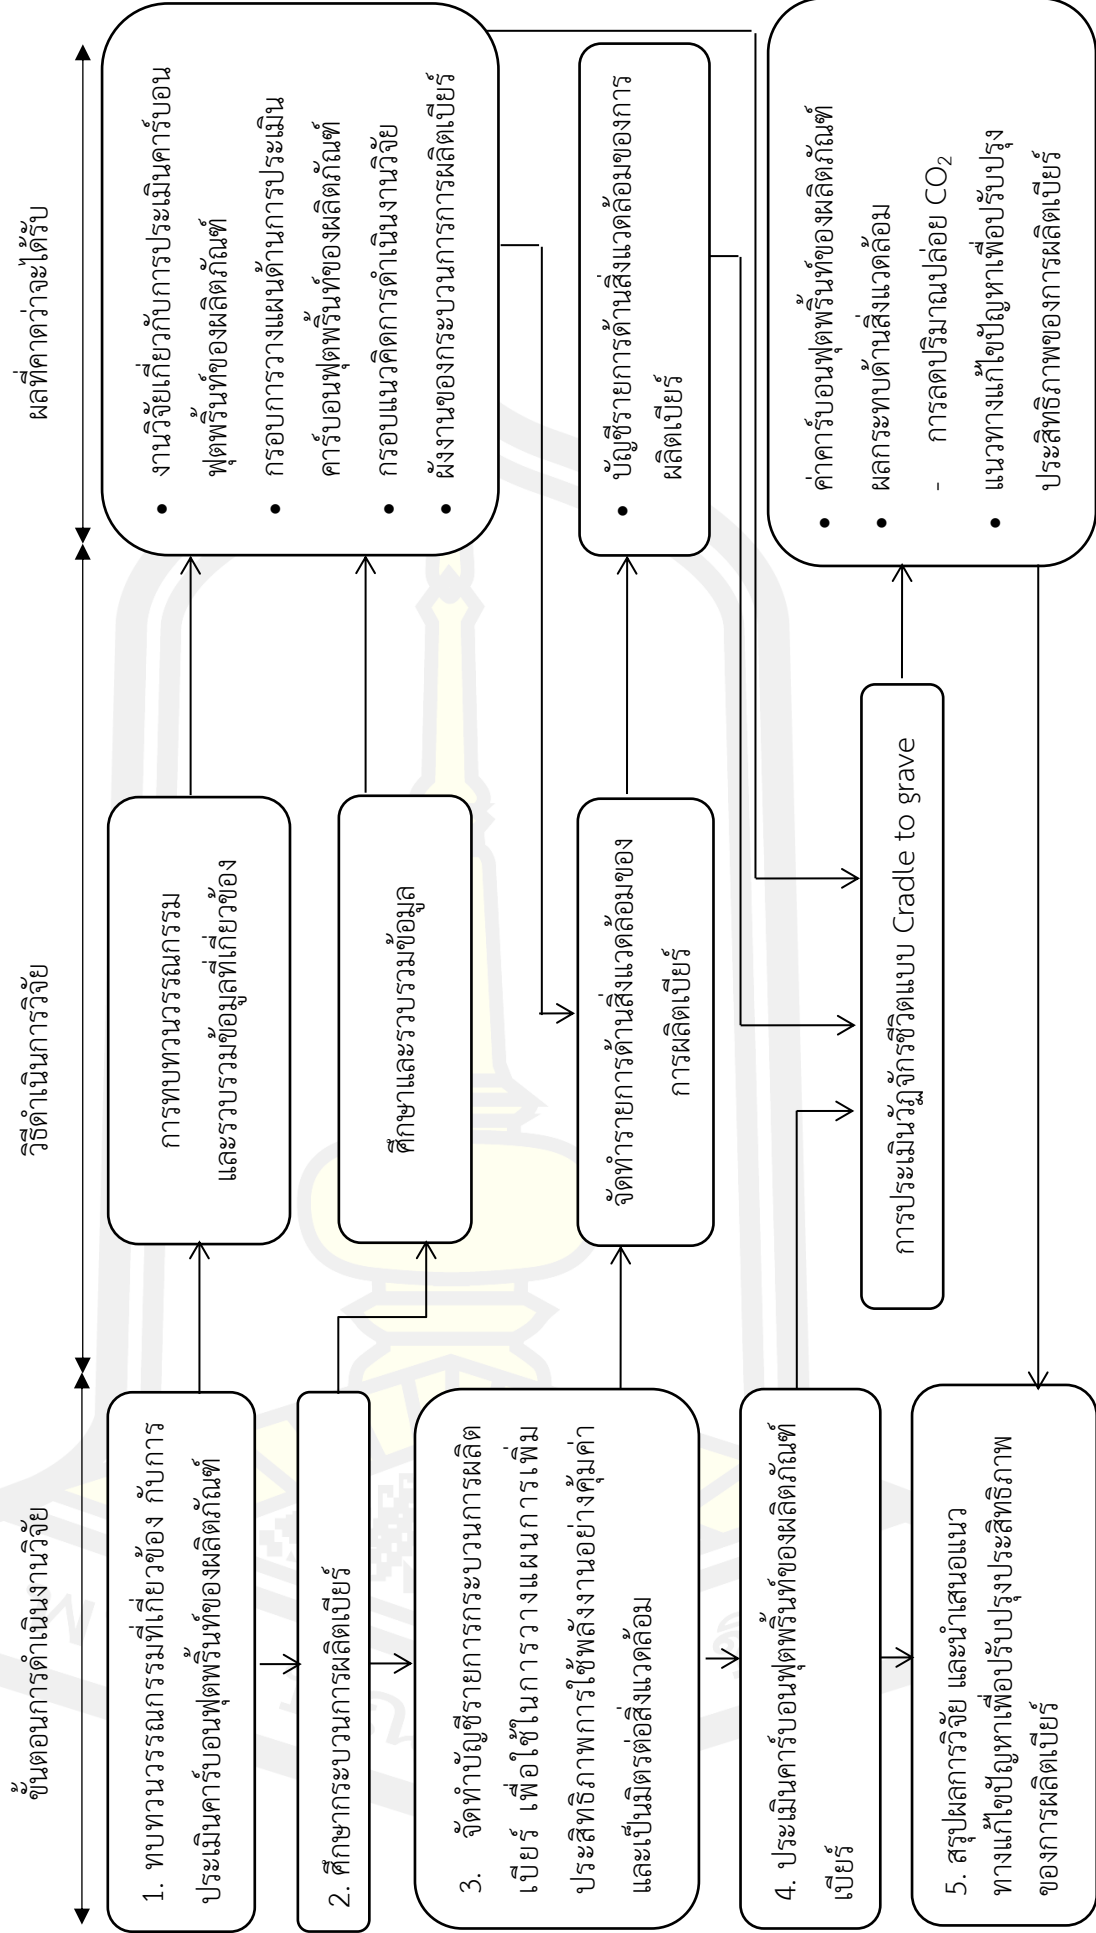 ขั้นตอนการดำเนินงานวิจัย
วิธีดำเนินการวิจัย
ผลที่คาดว่าจะได้รับ
1. ทบทวนวรรณกรรมที่เกี่ยวข้อง กับการ
ประเมินคาร์บอนฟุตพริ้นท์ของผลิตภัณฑ์
การทบทวนวรรณกรรม
และรวบรวมข้อมูลที่เกี่ยวข้อง
• งานวิจัยเกี่ยวกับการประเมินคาร์บอน
ฟุตพริ้นท์ของผลิตภัณฑ์
• กรอบการวางแผนด้านการประเมิน
คาร์บอนฟุตพริ้นท์ของผลิตภัณฑ์
• กรอบแนวคิดการดำเนินงานวิจัย
• ผังงานของกระบวนการการผลิตเบียร์
2. ศึกษากระบวนการผลิตเบียร์
ศึกษาและรวบรวมข้อมูล
3. จัดทำบัญชีรายการกระบวนการผลิต
เบียร์ เพื่อใช้ในการวางแผนการเพิ่ม
ประสิทธิภาพการใช้พลังงานอย่างคุ้มค่า
และเป็นมิตรต่อสิ่งแวดล้อม
จัดทำรายการด้านสิ่งแวดล้อมของ
การผลิตเบียร์
• บัญชีรายการด้านสิ่งแวดล้อมของการ
ผลิตเบียร์
4. ประเมินคาร์บอนฟุตพริ้นท์ของผลิตภัณฑ์
เบียร์
การประเมินวัฏจักรชีวิตแบบ Cradle to grave
• ค่าคาร์บอนฟุตพริ้นท์ของผลิตภัณฑ์
• ผลกระทบด้านสิ่งแวดล้อม
- การลดปริมาณปล่อย CO₂
• แนวทางแก้ไขปัญหาเพื่อปรับปรุง
ประสิทธิภาพของการผลิตเบียร์
5. สรุปผลการวิจัย และนำเสนอแนว
ทางแก้ไขปัญหาเพื่อปรับปรุงประสิทธิภาพ
ของการผลิตเบียร์